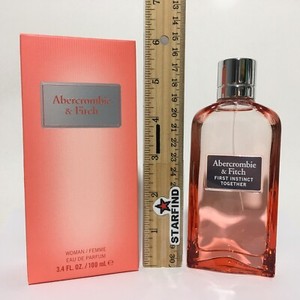 Abercrombie
& Fitch
WOMAN / FEMME
EAU DE PARFUM
3.4 FL. OZ. / 100 mL ℮
STARFIND
Abercrombie
& Fitch
FIRST INSTINCT
TOGETHER